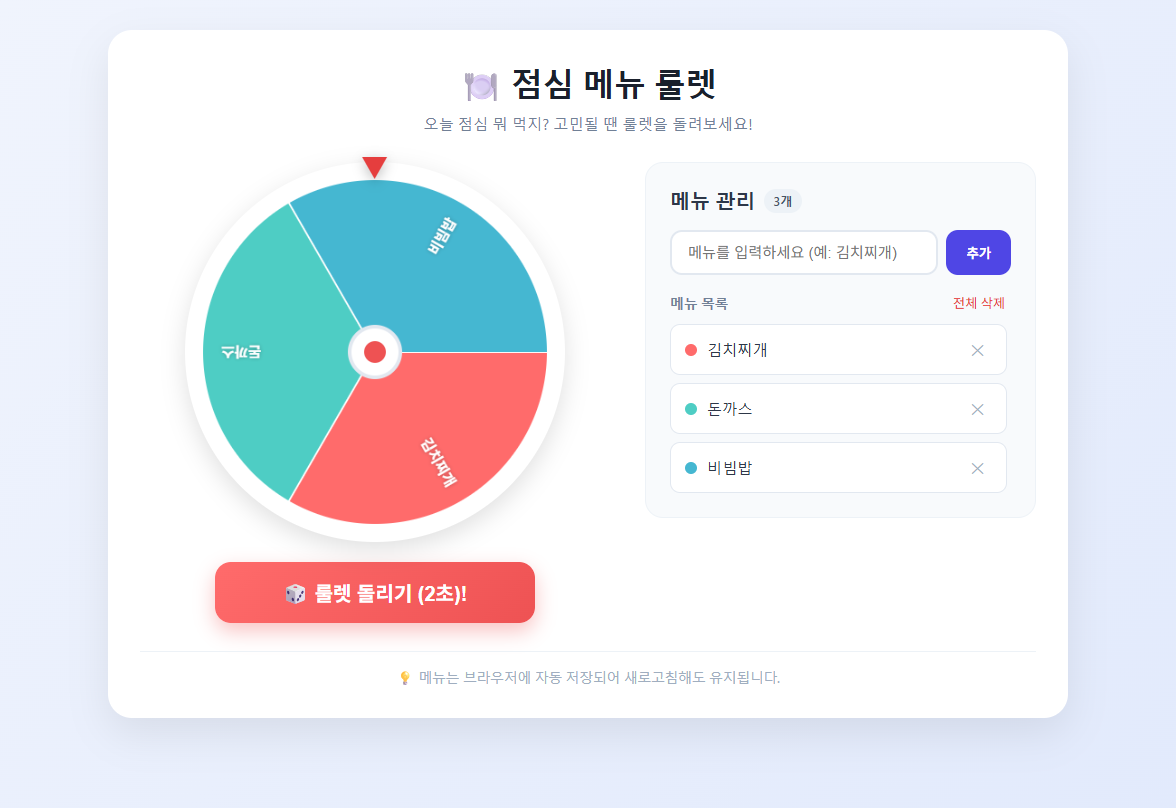 🍽️ 점심 메뉴 룰렛
오늘 점심 뭐 먹지? 고민될 땐 룰렛을 돌려보세요!
비빔밥
돈까스
김치찌개
🎲 룰렛 돌리기 (2초)!
메뉴 관리 3개
메뉴를 입력하세요 (예: 김치찌개) 추가
메뉴 목록 전체 삭제
김치찌개
돈까스
비빔밥
💡 메뉴는 브라우저에 자동 저장되어 새로고침해도 유지됩니다.